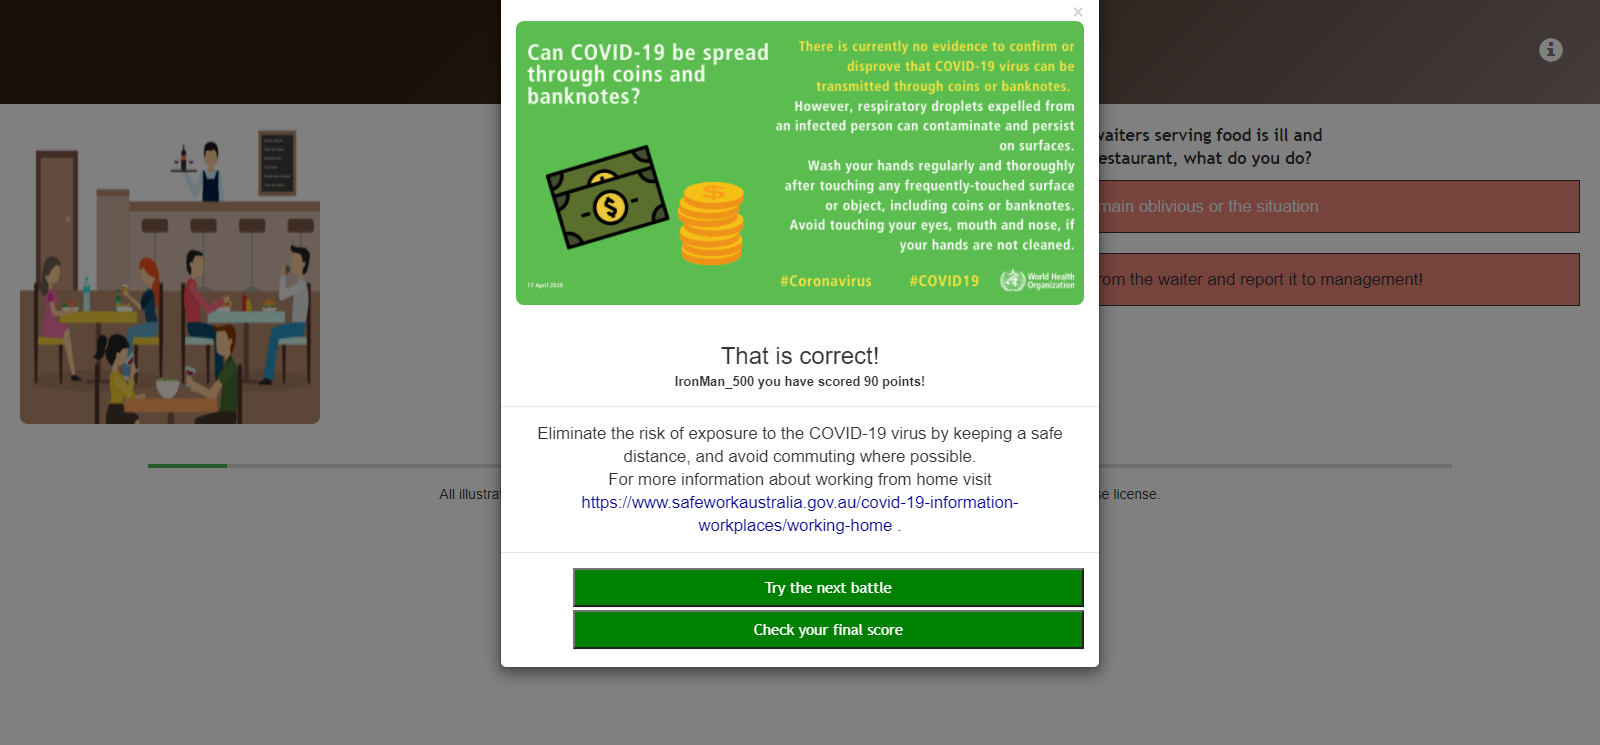 ×
Can COVID-19 be spread
through coins and
banknotes?
There is currently no evidence to confirm or
disprove that COVID-19 virus can be
transmitted through coins or banknotes.
However, respiratory droplets expelled from
an infected person can contaminate and persist
on surfaces.
Wash your hands regularly and thoroughly
after touching any frequently-touched surface
or object, including coins or banknotes.
Avoid touching your eyes, mouth and nose, if
your hands are not cleaned.
#Coronavirus #COVID19 World Health
Organization
17 April 2020
waiters serving food is ill and
estaurant, what do you do?
main oblivious or the situation
rom the waiter and report it to management!
That is correct!
IronMan_500 you have scored 90 points!
Eliminate the risk of exposure to the COVID-19 virus by keeping a safe
distance, and avoid commuting where possible.
For more information about working from home visit
https://www.safeworkaustralia.gov.au/covid-19-information-
workplaces/working-home .
All illustra
se license.
Try the next battle
Check your final score